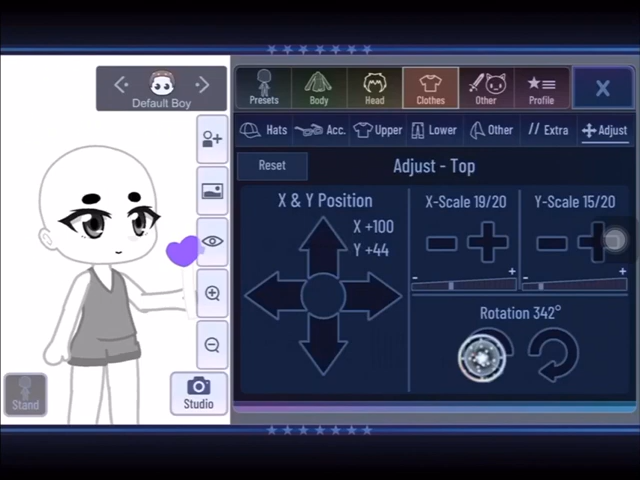 Default Boy
Presets
Body
Head
Clothes
Other
Profile
X
Hats
Acc.
Upper
Lower
Other
Extra
Adjust
Reset
Adjust - Top
X & Y Position
X +100
Y +44
X-Scale 19/20
Y-Scale 15/20
- +
- +
Rotation 342°
Stand
Studio